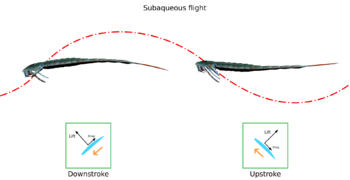 Subaqueous flight
Lift
Drag
Lift
Drag
Downstroke
Upstroke